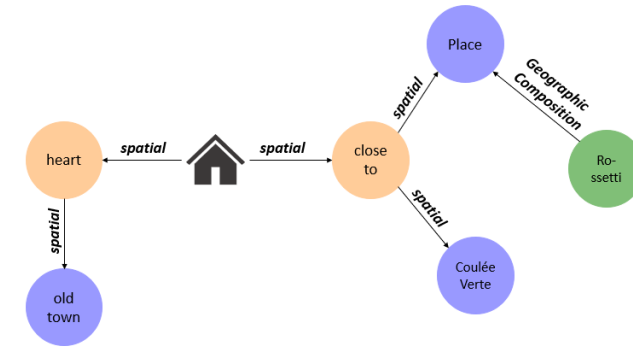 Place
Geographic
Composition
spatial
heart
spatial
spatial
close
to
Ro-
ssetti
spatial
spatial
old
town
Coulée
Verte